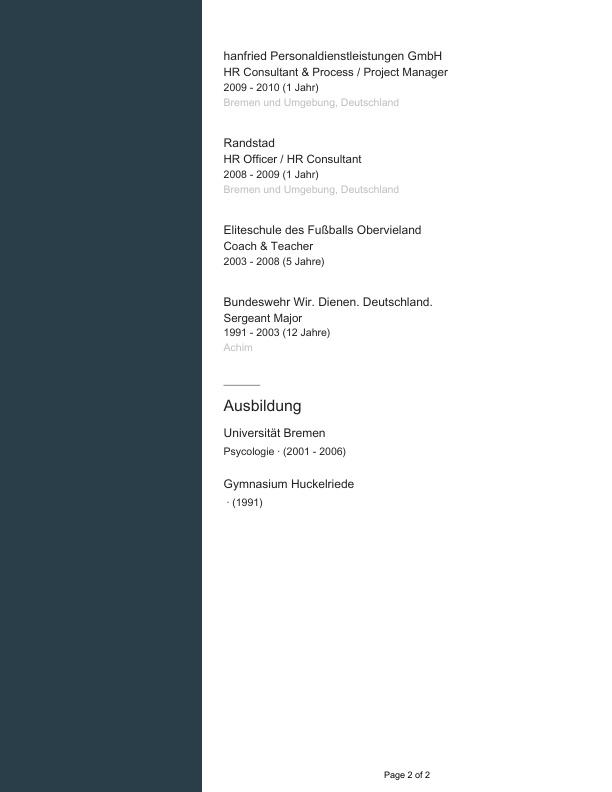 hanfried Personaldienstleistungen GmbH
HR Consultant & Process / Project Manager
2009 - 2010 (1 Jahr)
Bremen und Umgebung, Deutschland
Randstad
HR Officer / HR Consultant
2008 - 2009 (1 Jahr)
Bremen und Umgebung, Deutschland
Eliteschule des Fußballs Obervieland
Coach & Teacher
2003 - 2008 (5 Jahre)
Bundeswehr Wir. Dienen. Deutschland.
Sergeant Major
1991 - 2003 (12 Jahre)
Achim
Ausbildung
Universität Bremen
Psycologie · (2001 - 2006)
Gymnasium Huckelriede
· (1991)
Page 2 of 2